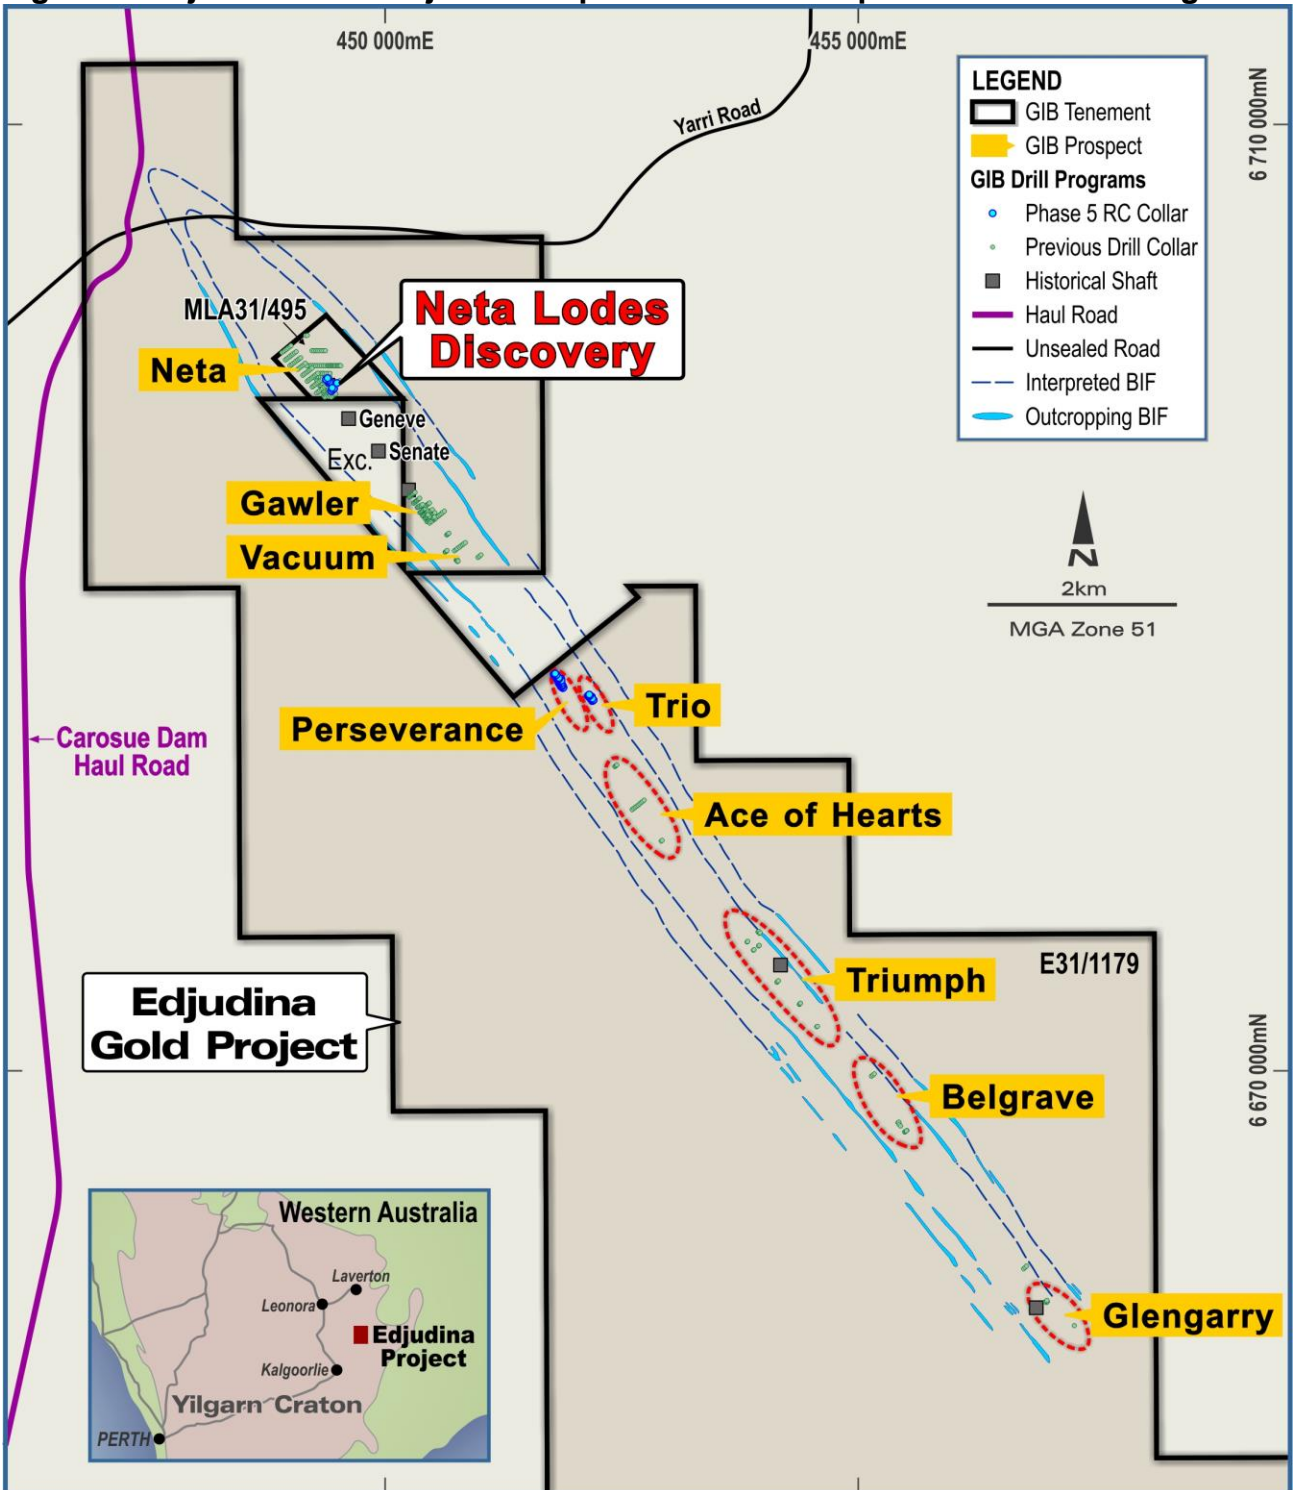 450 000mE
455 000mE
6 710 000mN
Yarri Road
LEGEND
GIB Tenement
GIB Prospect
GIB Drill Programs
Phase 5 RC Collar
Previous Drill Collar
Historical Shaft
Haul Road
Unsealed Road
Interpreted BIF
Outcropping BIF
MLA31/495
Neta Lodes
Discovery
Neta
Geneve
Senate
Exc.
Gawler
Vacuum
N
2km
MGA Zone 51
Perseverance
Trio
Carosue Dam
Haul Road
Ace of Hearts
E31/1179
Triumph
Edjudina
Gold Project
6 670 000mN
Belgrave
Glengarry
Western Australia
Laverton
Leonora
Edjudina
Project
Kalgoorlie
Yilgarn Craton
PERTH